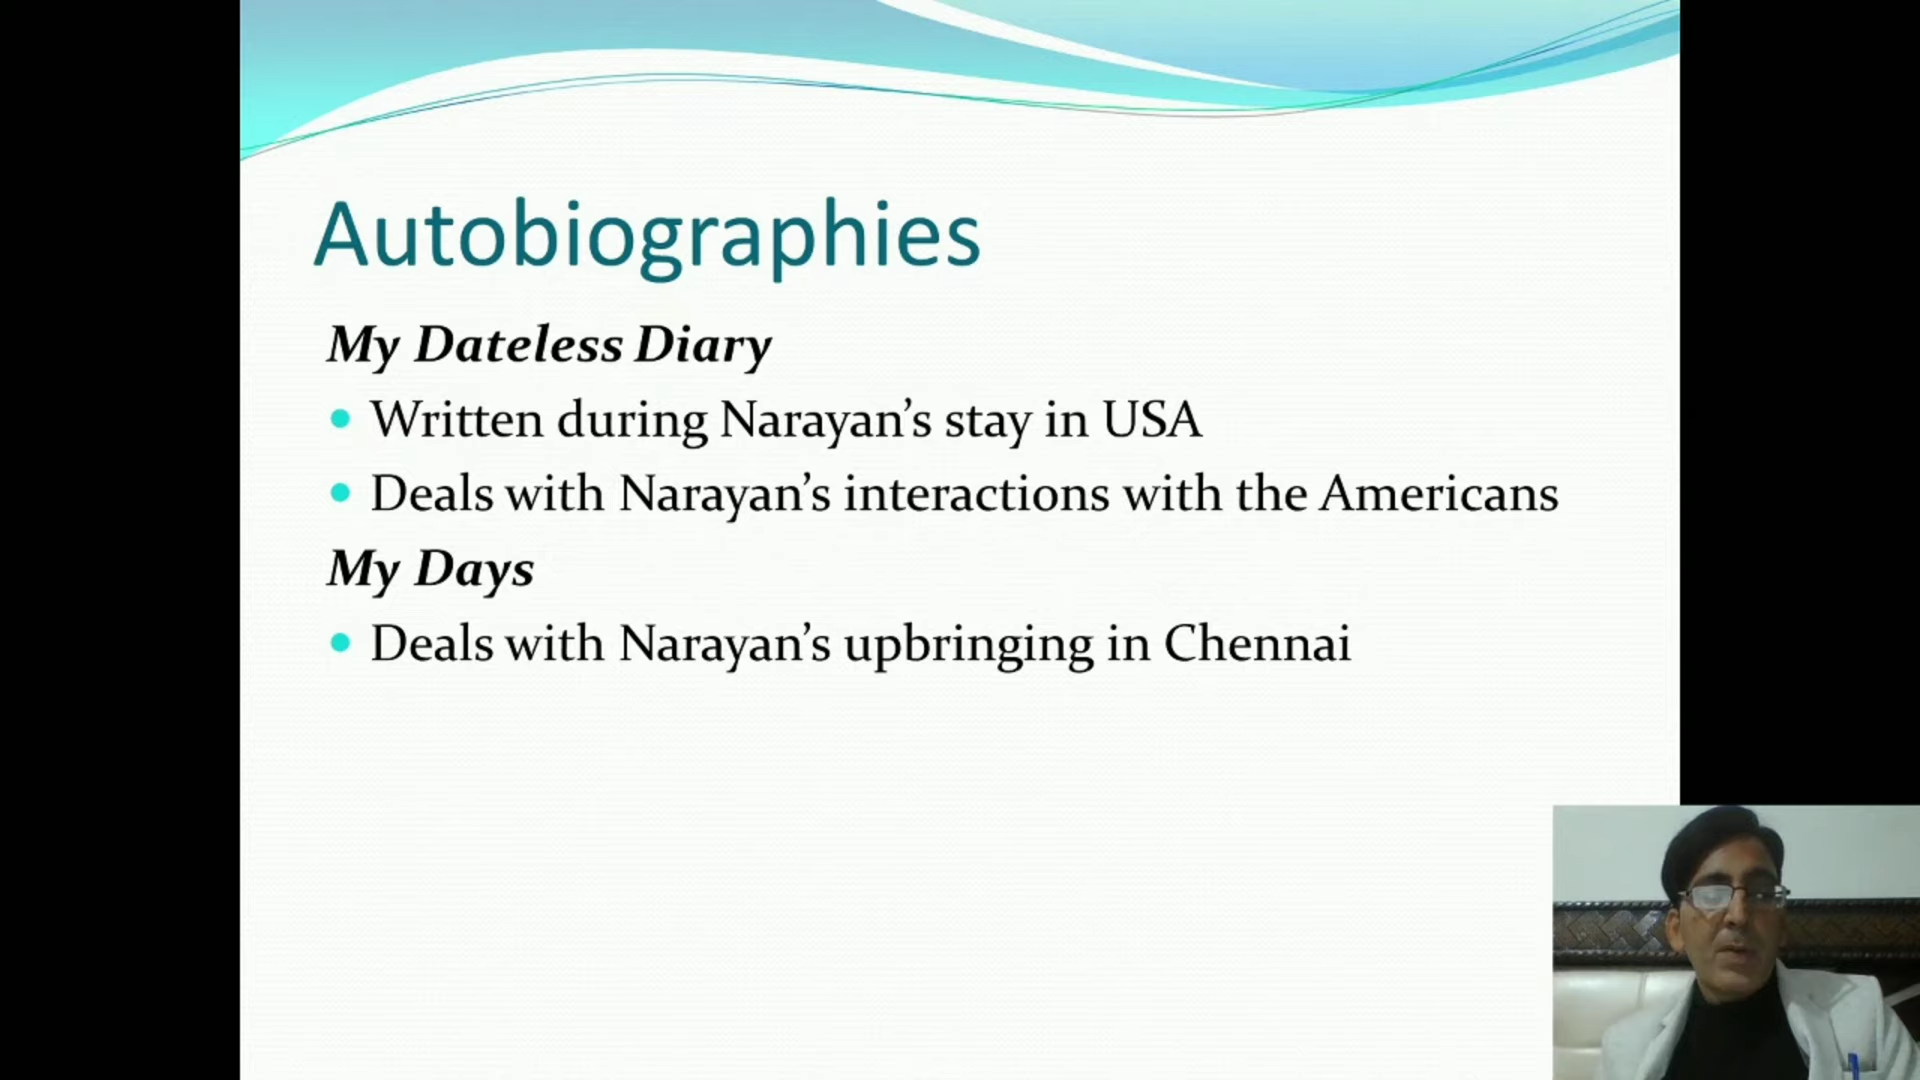 Autobiographies
My Dateless Diary
Written during Narayan’s stay in USA
Deals with Narayan’s interactions with the Americans
My Days
Deals with Narayan’s upbringing in Chennai